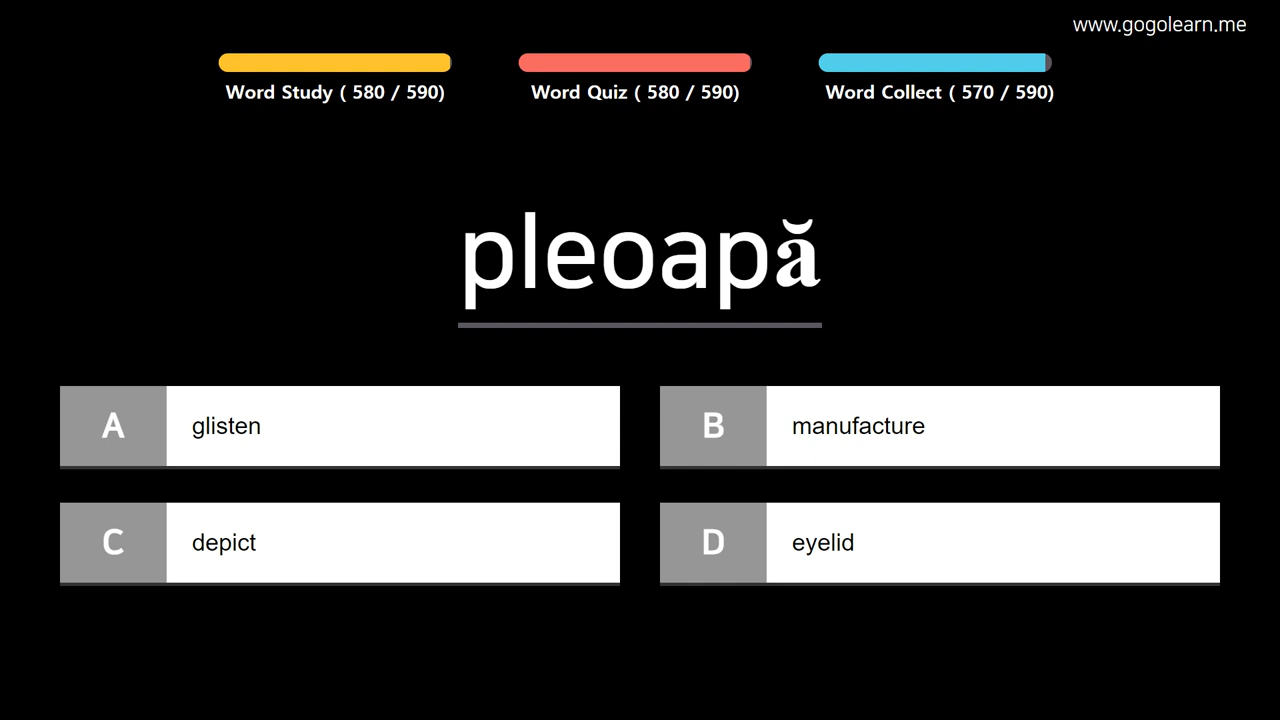 www.gogolearn.me
Word Study ( 580 / 590)
Word Quiz ( 580 / 590)
Word Collect ( 570 / 590)
pleoapă
A glisten
B manufacture
C depict
D eyelid